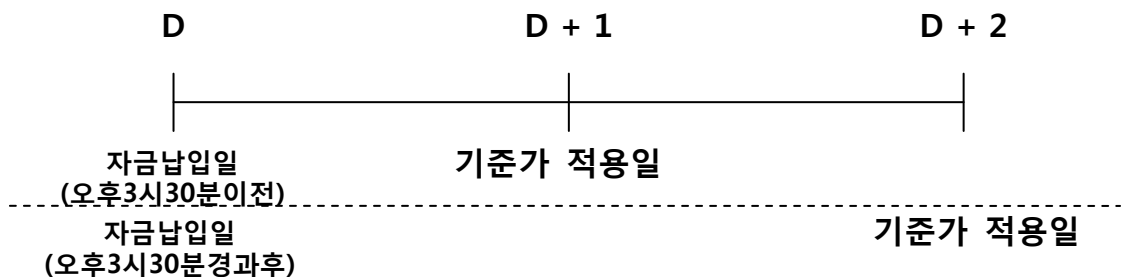 D D + 1 D + 2
자금납입일 기준가 적용일
(오후3시30분이전)
자금납입일 기준가 적용일
(오후3시30분경과후)